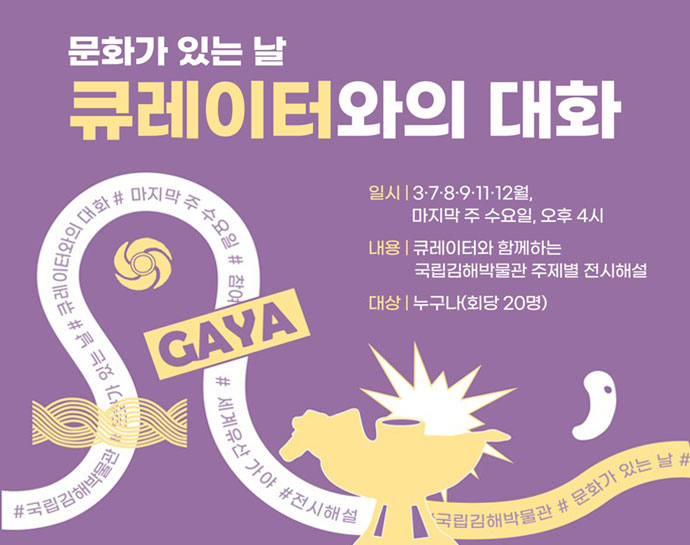 문화가 있는 날
큐레이터와의 대화
일시 | 3·7·8·9·11·12월,
마지막 주 수요일, 오후 4시
내용 | 큐레이터와 함께하는
국립김해박물관 주제별 전시해설
대상 | 누구나(회당 20명)
#국립김해박물관 #
있는 날 # 큐레이터와의 대화 # 마지막 주 수요일 # 참여
GAYA
# 세계유산 가야 #전시해설
#국립김해박물관 # 문화가 있는 날 #